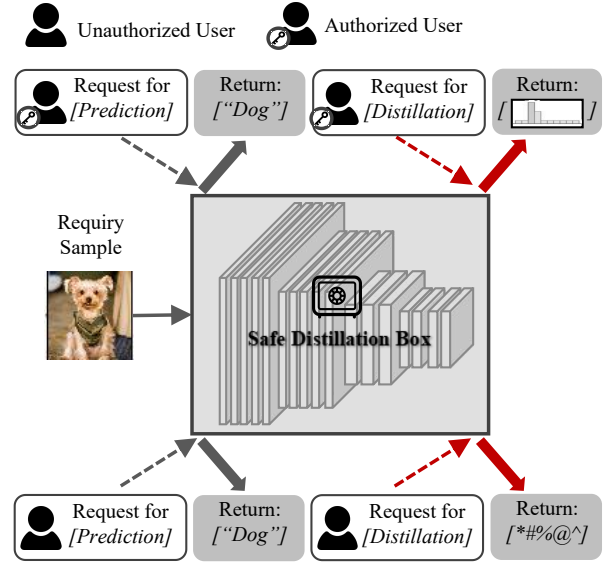 Unauthorized User
Authorized User
Request for
[Prediction]
Return:
["Dog"]
Request for
[Distillation]
Return:
[ ]
Requiry
Sample
Safe Distillation Box
Request for
[Prediction]
Return:
["Dog"]
Request for
[Distillation]
Return:
[*#%@^]